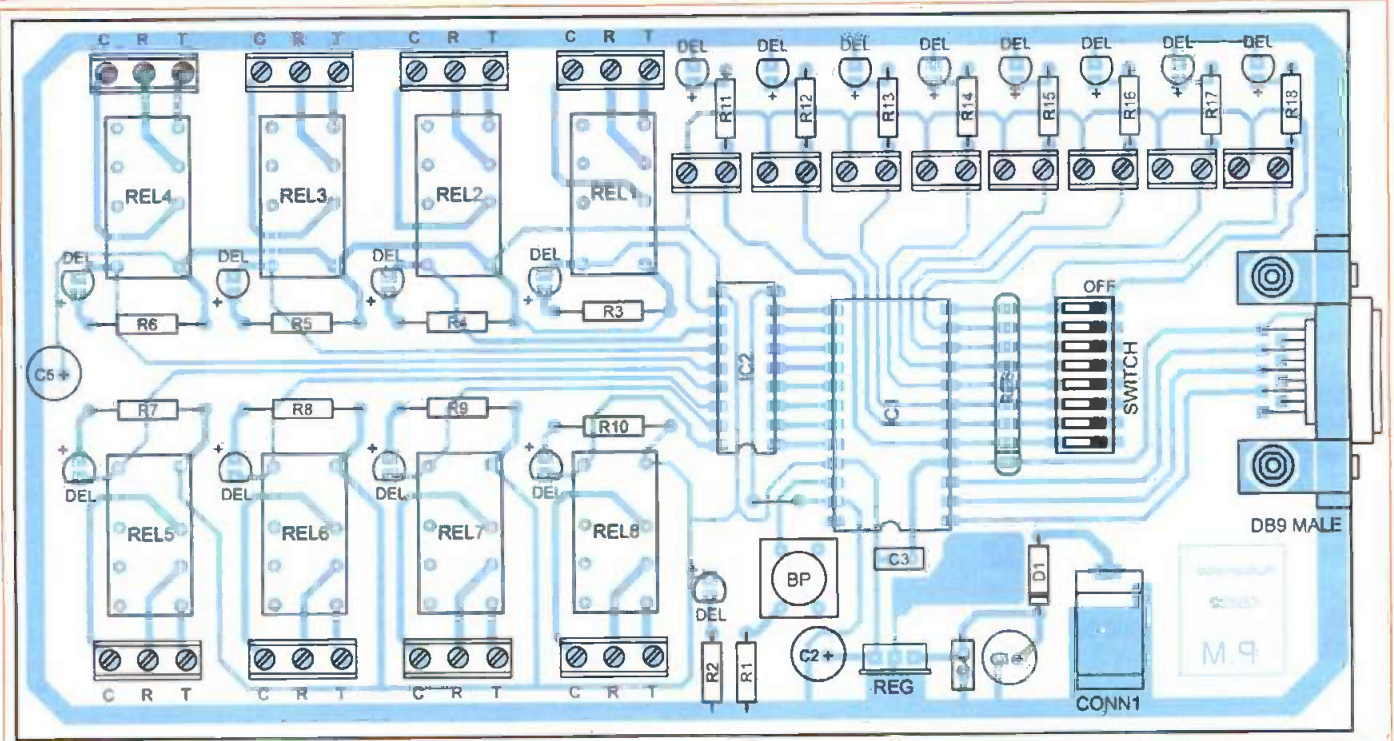 C R T C R T C R T C R T
DEL DEL DEL DEL DEL DEL DEL DEL
+ + + + + + + +
R11 R12 R13 R14 R15 R16 R17 R18
REL4 REL3 REL2 REL1
DEL DEL DEL DEL
+ + + +
OFF
R6 R5 R4 R3
IC2 IC1 SWITCH
C5 +
R7 R8 R9 R10
+ + + +
DEL DEL DEL DEL
REL5 REL6 REL7 REL8
DB9 MALE
C3
BP D1
DEL
C2 +
R2 R1
REG
P.M
CONN1
C R T C R T C R T C R T